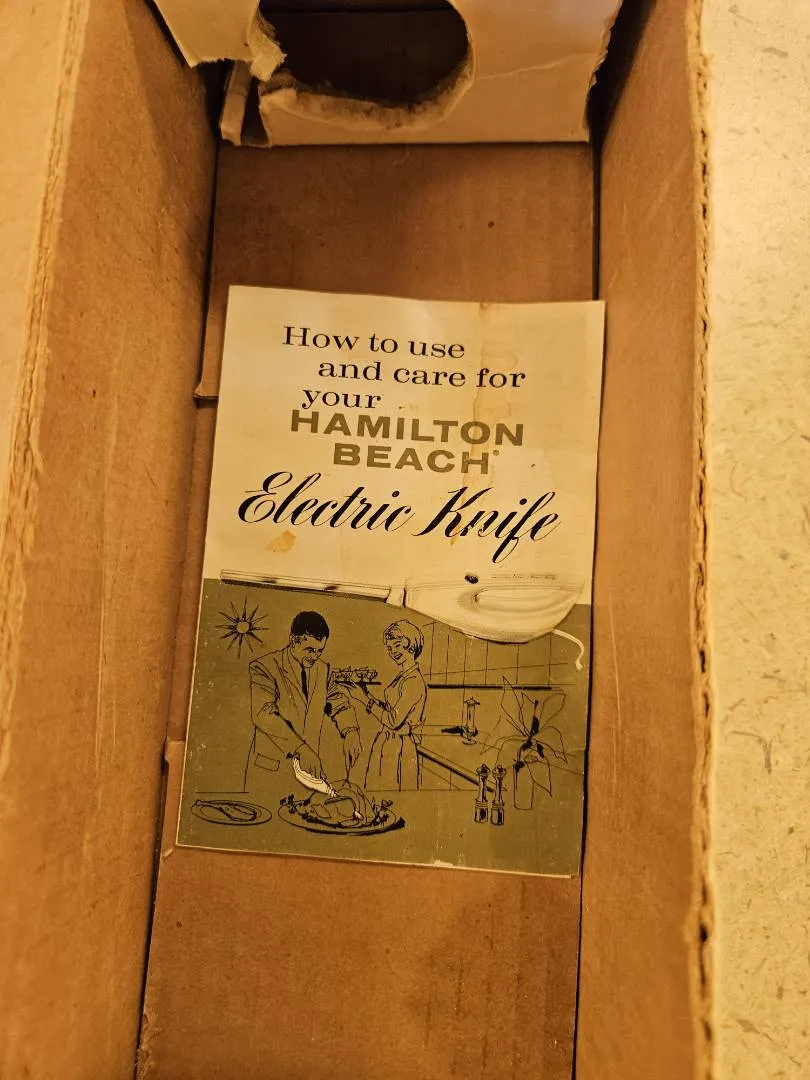 How to use
and care for
your
HAMILTON
BEACH®
Electric Knife